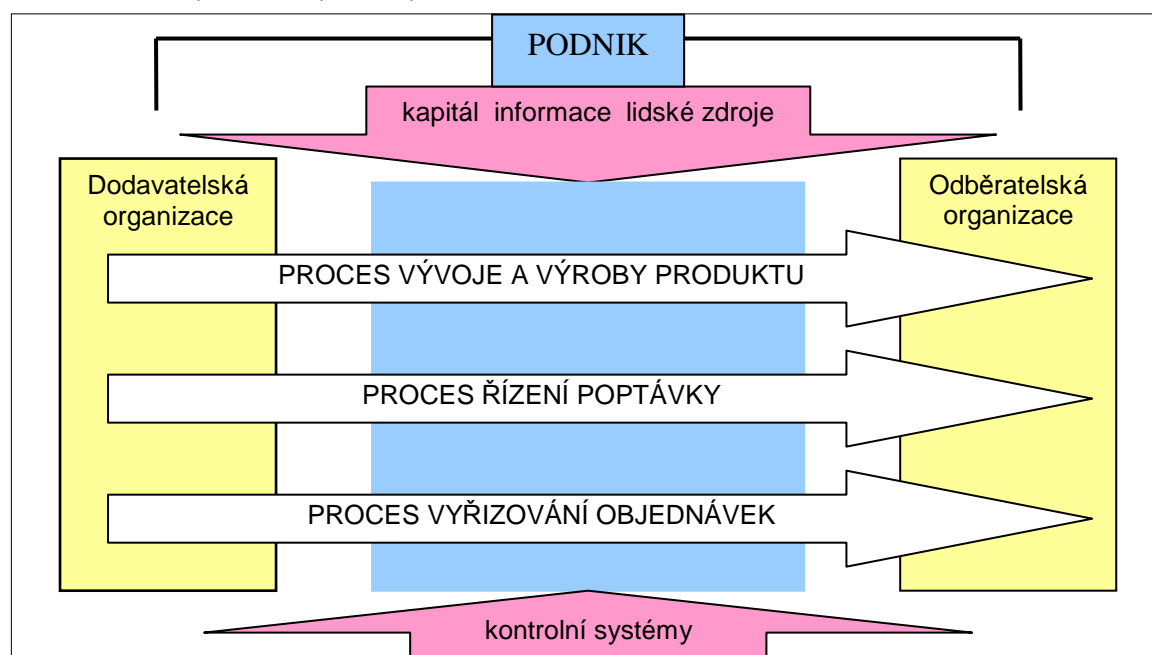 PODNIK
kapitál informace lidské zdroje
Dodavatelská
organizace
Odběratelská
organizace
PROCES VÝVOJE A VÝROBY PRODUKTU
PROCES ŘÍZENÍ POPTÁVKY
PROCES VYŘIZOVÁNÍ OBJEDNÁVEK
kontrolní systémy